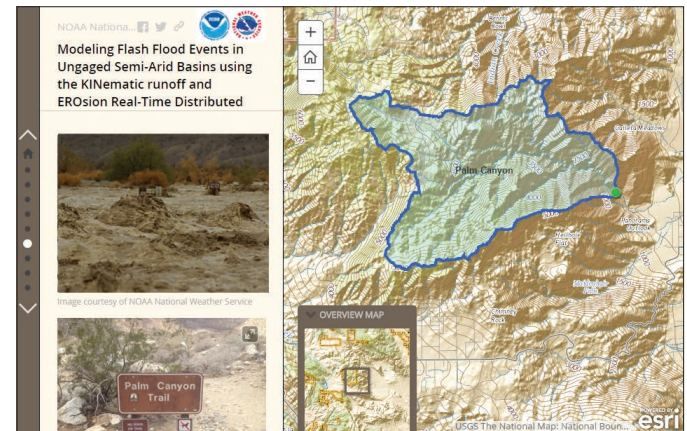 NOAA Nationa...
Modeling Flash Flood Events in
Ungaged Semi-Arid Basins using
the KINematic runoff and
EROsion Real-Time Distributed
Image courtesy of NOAA National Weather Service
Palm Canyon
Trail
+
−
Palm Canyon
OVERVIEW MAP
USGS The National Map: National Boun...
POWERED BY
esri